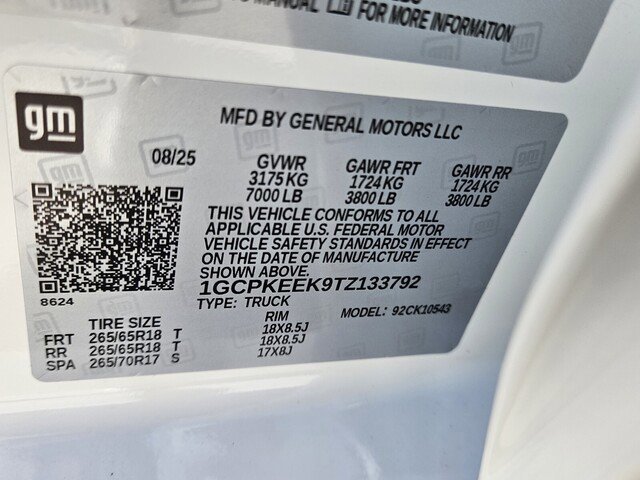 MANUAL FOR MORE INFORMATION
gm
MFD BY GENERAL MOTORS LLC
08/25 GVWR GAWR FRT GAWR RR
3175 KG 1724 KG 1724 KG
7000 LB 3800 LB 3800 LB
THIS VEHICLE CONFORMS TO ALL
APPLICABLE U.S. FEDERAL MOTOR
VEHICLE SAFETY STANDARDS IN EFFECT
ON THE DATE OF MANUFACTURE
SHOWN ABOVE.
1GCPKEEK9TZ133792
8624
TYPE: TRUCK MODEL: 92CK10543
TIRE SIZE RIM
FRT 265/65R18 T 18X8.5J
RR 265/65R18 T 18X8.5J
SPA 265/70R17 S 17X8J